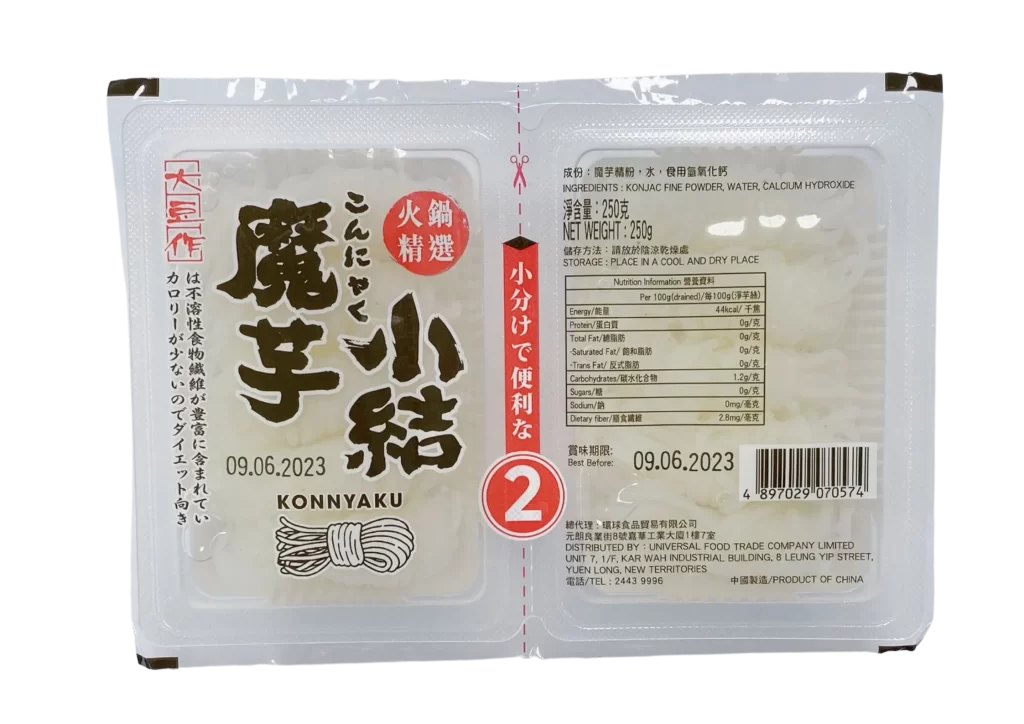 大豆作
は不溶性食物繊維が豊富に含まれてい
カロリーが少ないのでダイエット向き
魔芋
こんにゃく
小結
火鍋
精選
09.06.2023
KONNYAKU
小分けで便利な
2
成份：魔芋精粉，水，食用氫氧化鈣
INGREDIENTS : KONJAC FINE POWDER, WATER, CALCIUM HYDROXIDE
淨含量：250克
NET WEIGHT : 250g
儲存方法：請放於陰涼乾燥處
STORAGE : PLACE IN A COOL AND DRY PLACE
Nutrition Information 營養資料
Per 100g(drained)/每100g(淨芋絲)
Energy/能量 44kcal/ 千焦
Protein/蛋白質 0g/克
Total Fat/總脂肪 0g/克
-Saturated Fat/ 飽和脂肪 0g/克
-Trans Fat/ 反式脂肪 0g/克
Carbohydrates/碳水化合物 1.2g/克
Sugars/糖 0g/克
Sodium/鈉 0mg/毫克
Dietary fiber/膳食纖維 2.8mg/毫克
賞味期限:
Best Before: 09.06.2023
4 897029 070574
總代理：環球食品貿易有限公司
元朗良業街8號嘉華工業大廈1樓7室
DISTRIBUTED BY : UNIVERSAL FOOD TRADE COMPANY LIMITED
UNIT 7, 1/F, KAR WAH INDUSTRIAL BUILDING, 8 LEUNG YIP STREET,
YUEN LONG, NEW TERRITORIES
電話/TEL : 2443 9996 中國製造/PRODUCT OF CHINA